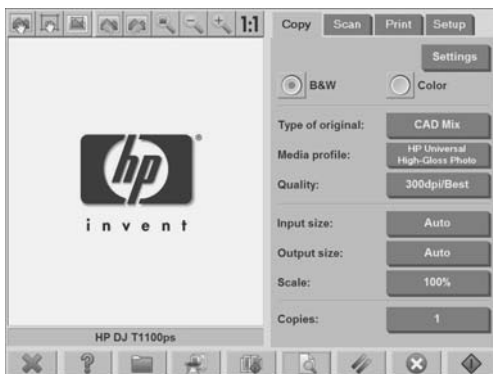 1:1
Copy Scan Print Setup
Settings
B&W Color
Type of original: CAD Mix
Media profile: HP Universal
High-Gloss Photo
Quality: 300dpi/Best
hp
invent
Input size: Auto
Output size: Auto
Scale: 100%
Copies: 1
HP DJ T1100ps